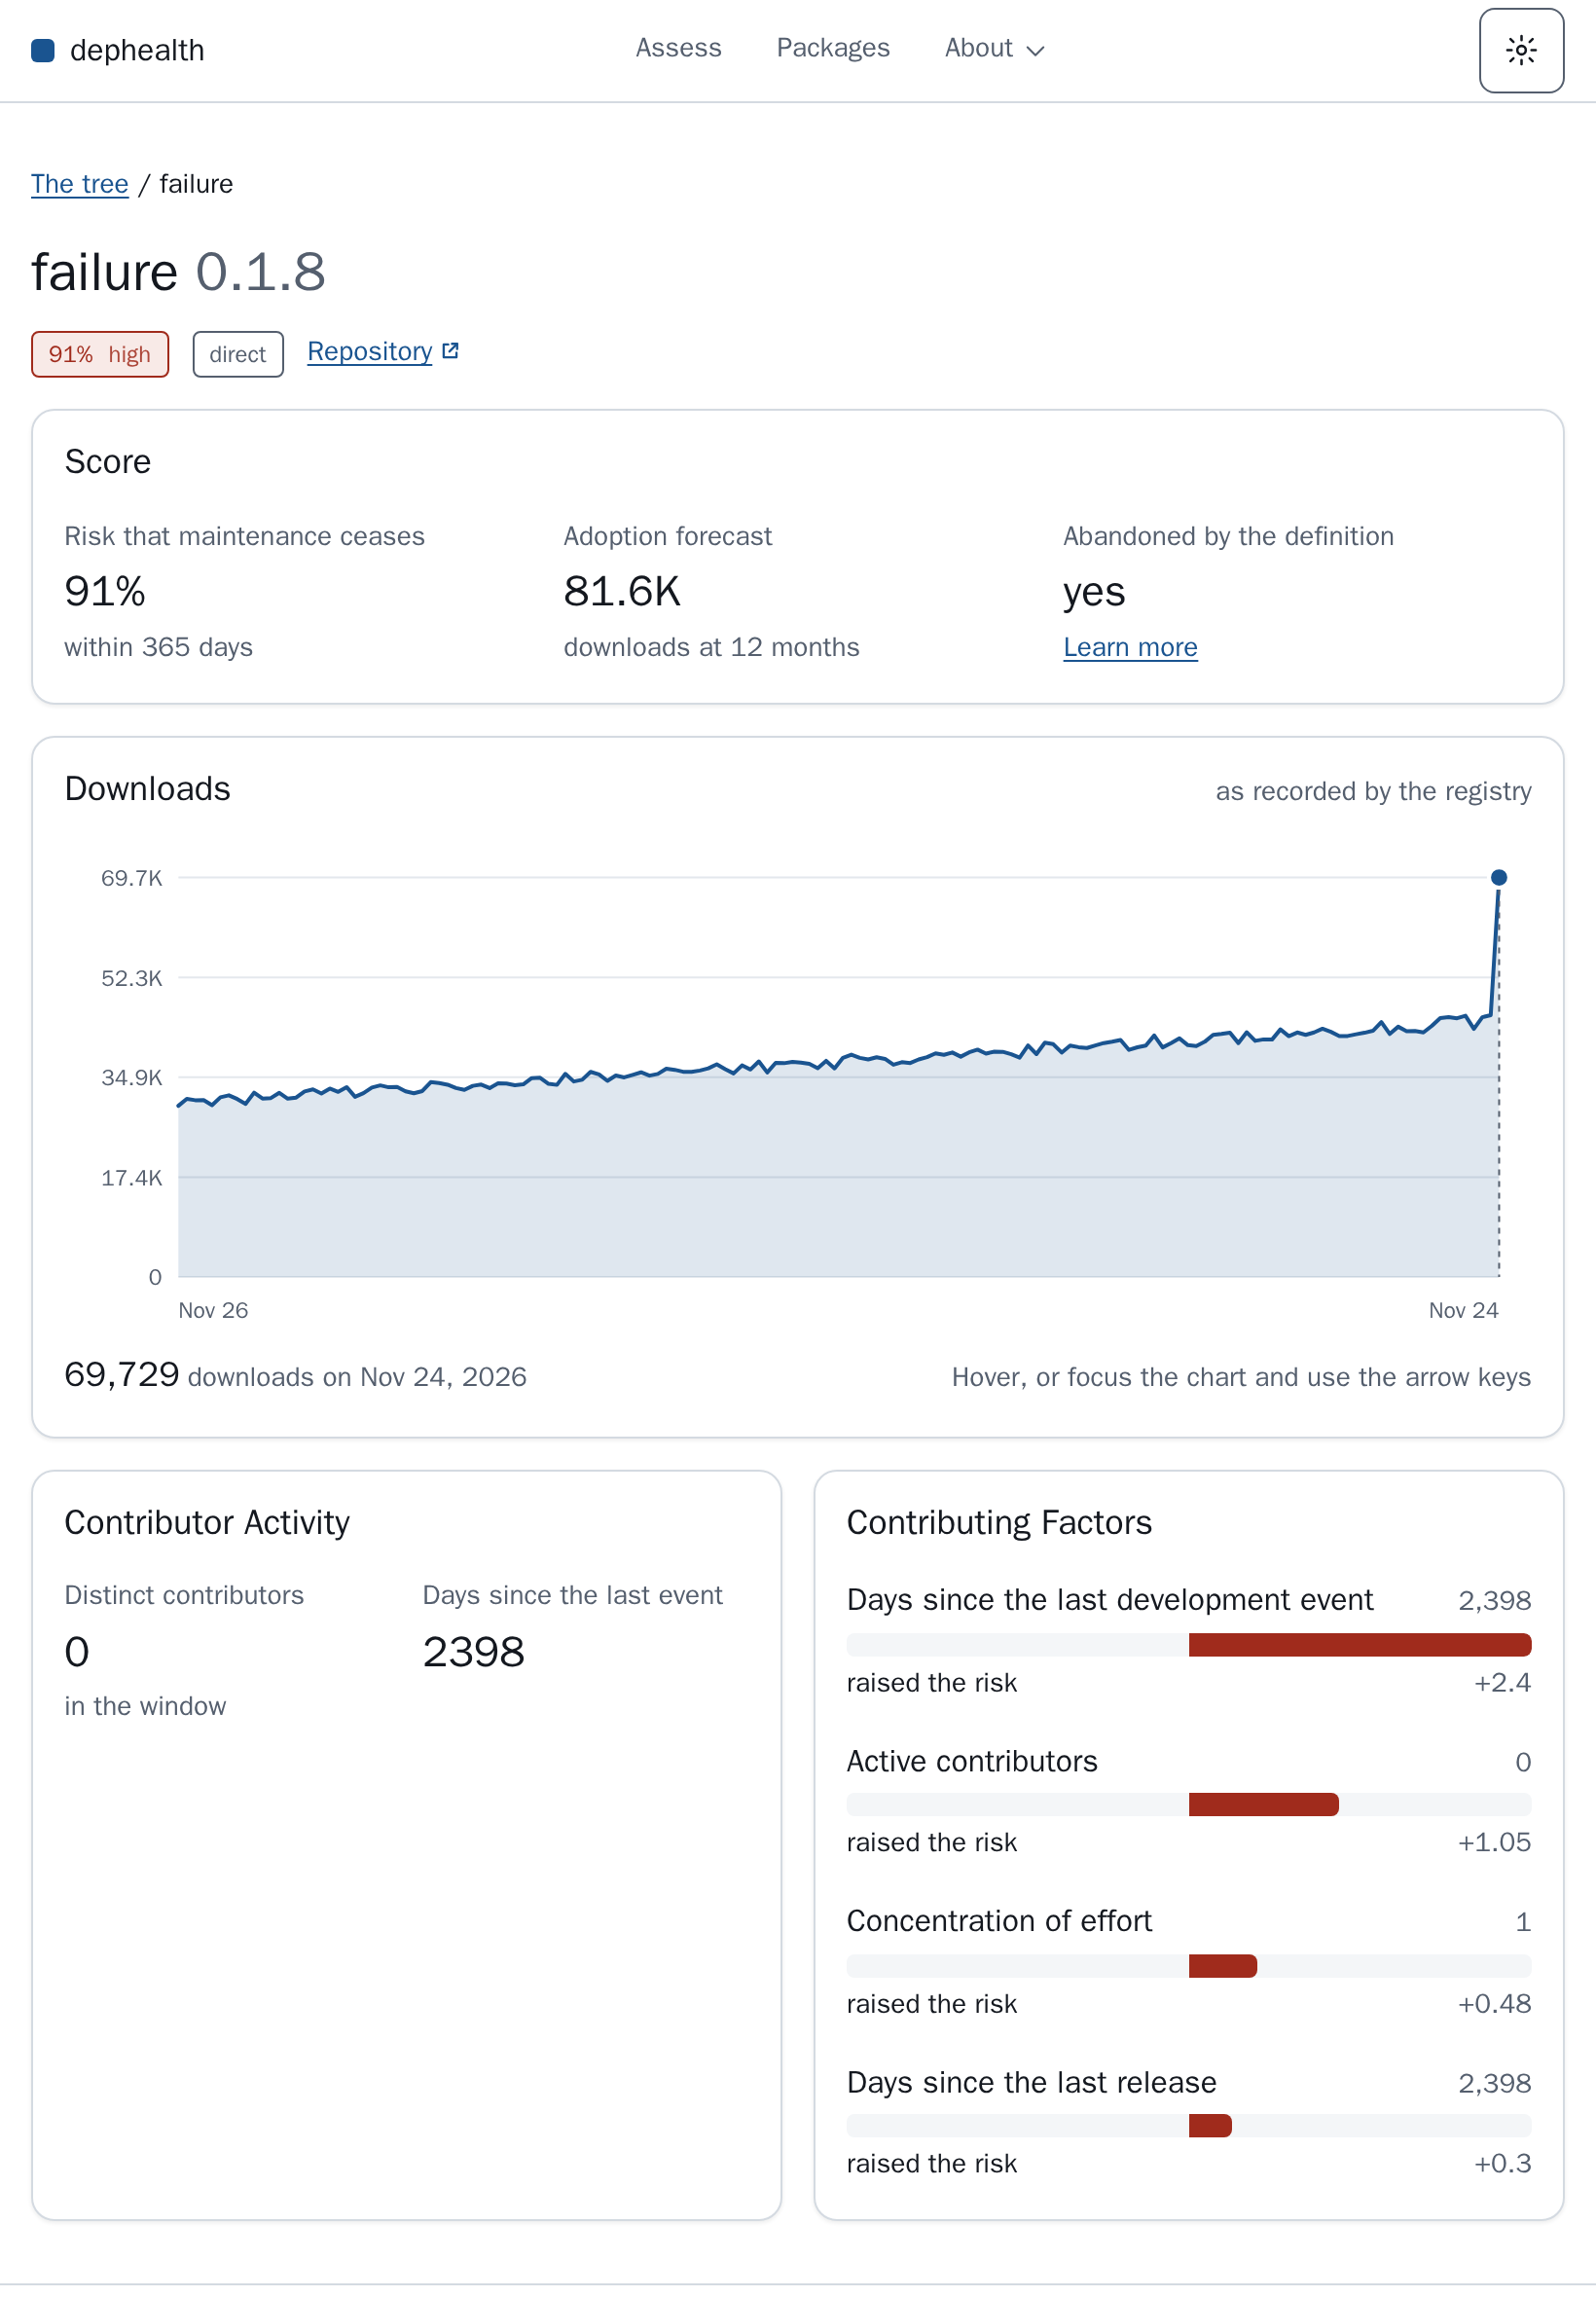 dephealth
Assess Packages About
The tree / failure
failure 0.1.8
91% high direct Repository
Score
Risk that maintenance ceases
91%
within 365 days
Adoption forecast
81.6K
downloads at 12 months
Abandoned by the definition
yes
Learn more
Downloads
as recorded by the registry
69.7K
52.3K
34.9K
17.4K
0
Nov 26 Nov 24
69,729 downloads on Nov 24, 2026
Hover, or focus the chart and use the arrow keys
Contributor Activity
Distinct contributors
0
in the window
Days since the last event
2398
Contributing Factors
Days since the last development event 2,398
raised the risk +2.4
Active contributors 0
raised the risk +1.05
Concentration of effort 1
raised the risk +0.48
Days since the last release 2,398
raised the risk +0.3